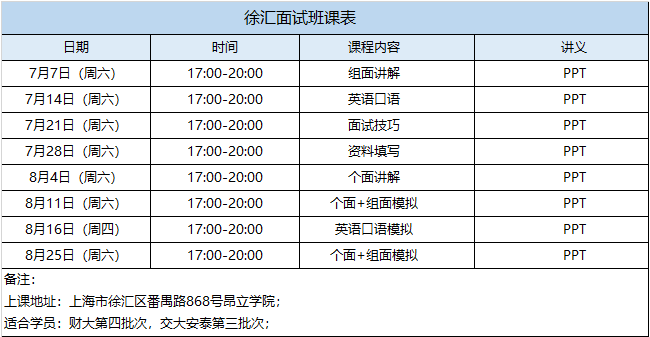 徐汇面试班课表
日期 时间 课程内容 讲义
7月7日（周六） 17:00-20:00 组面讲解 PPT
7月14日（周六） 17:00-20:00 英语口语 PPT
7月21日（周六） 17:00-20:00 面试技巧 PPT
7月28日（周六） 17:00-20:00 资料填写 PPT
8月4日（周六） 17:00-20:00 个面讲解 PPT
8月11日（周六） 17:00-20:00 个面+组面模拟 PPT
8月16日（周四） 17:00-20:00 英语口语模拟 PPT
8月25日（周六） 17:00-20:00 个面+组面模拟 PPT
备注：
上课地址：上海市徐汇区番禺路868号昂立学院；
适合学员：财大第四批次，交大安泰第三批次；